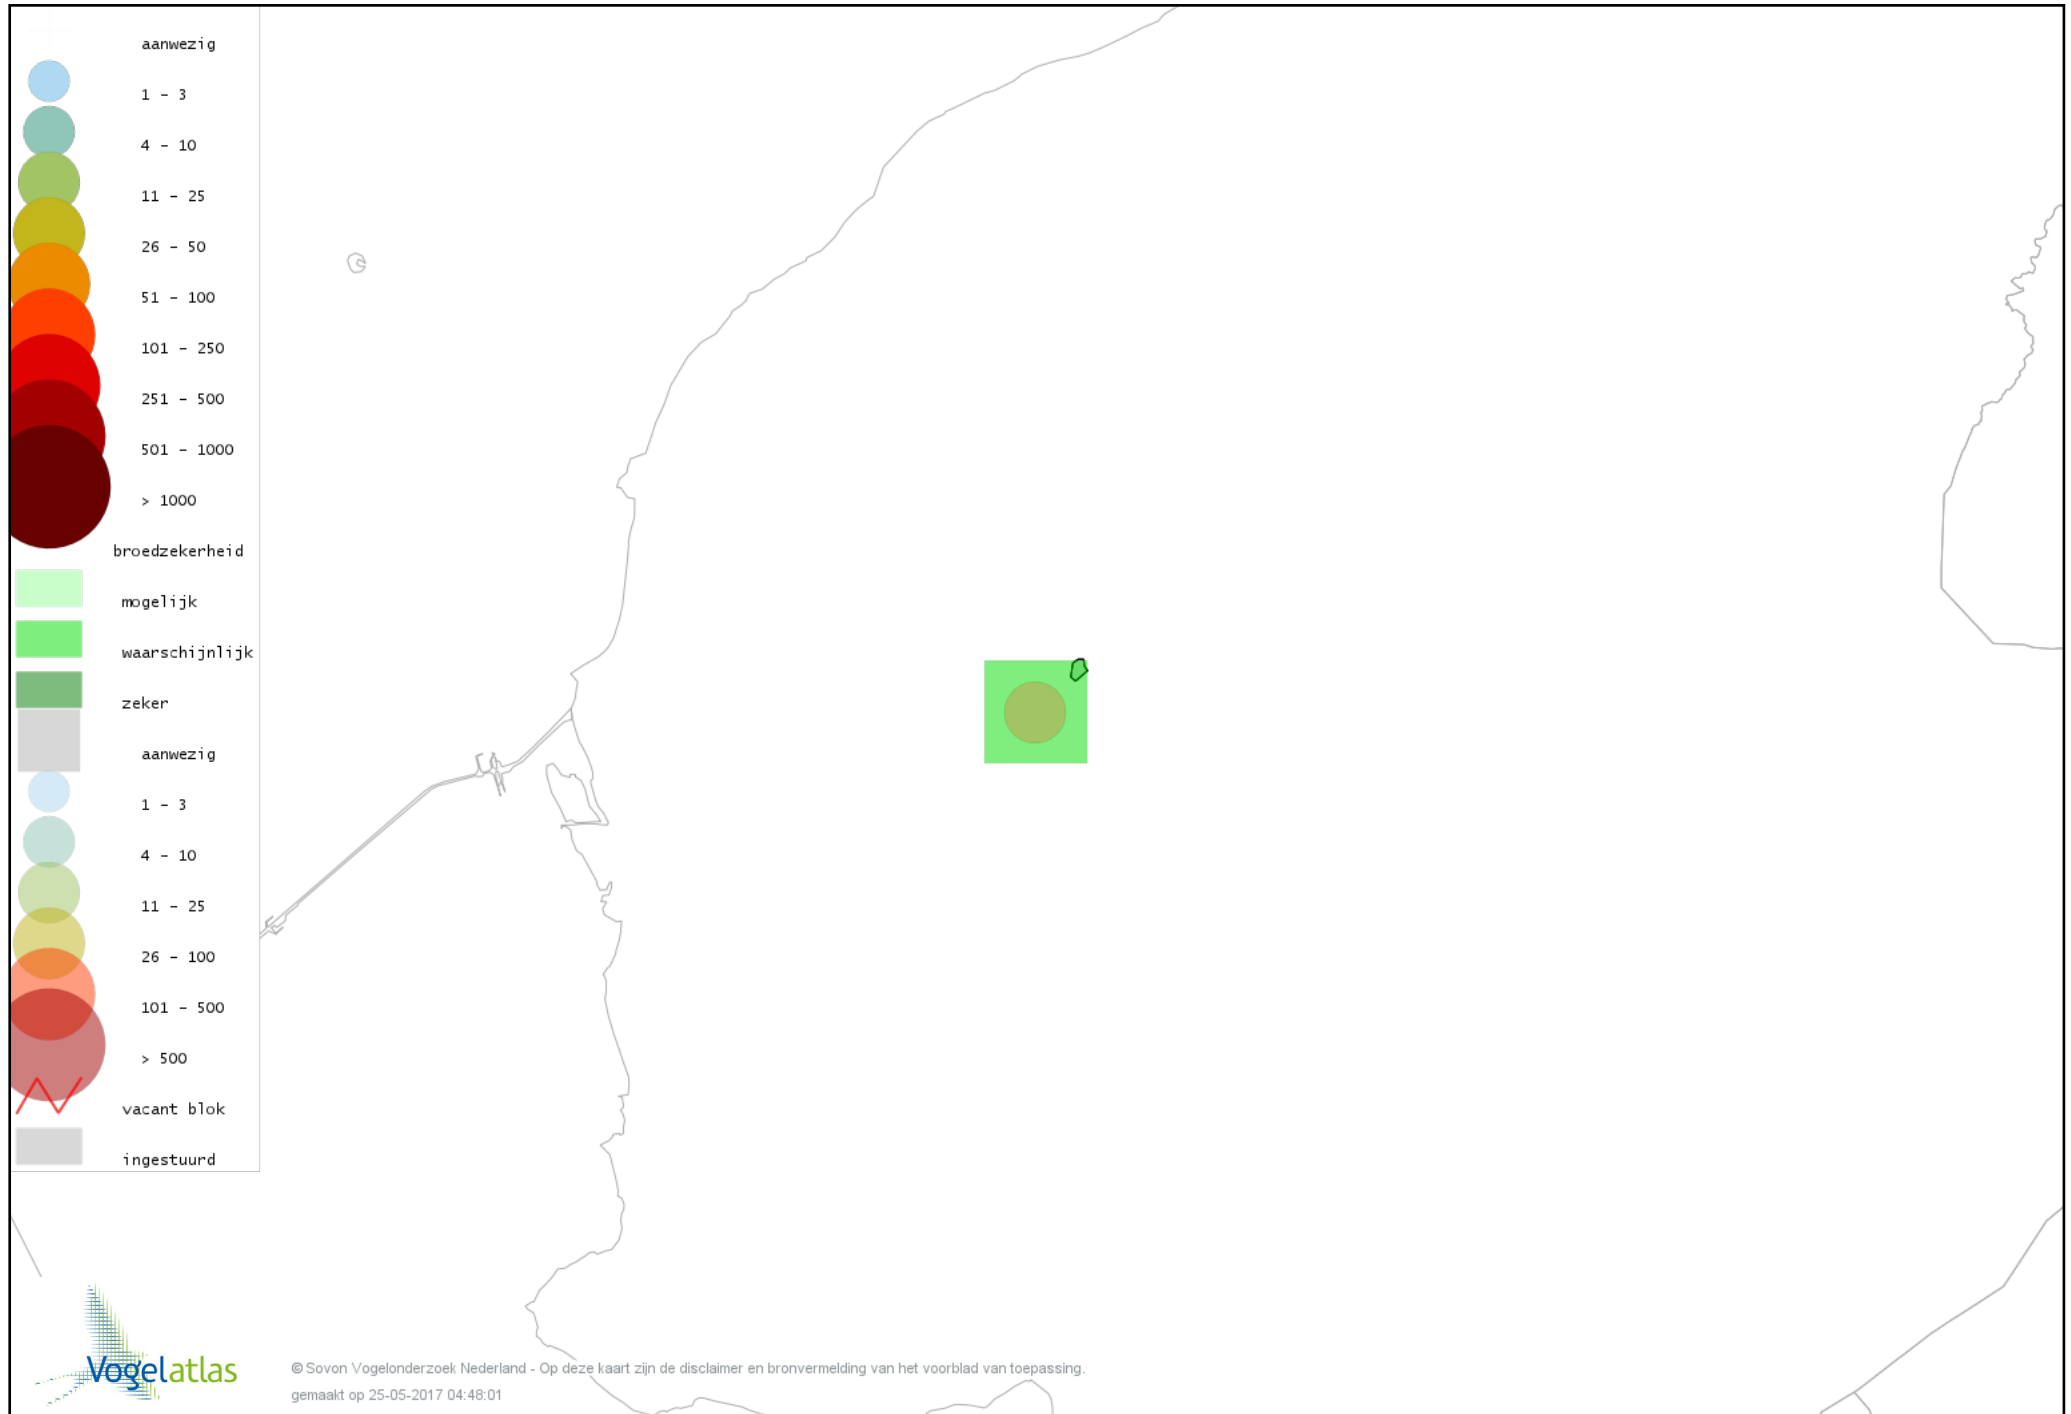 aanwezig
1 - 3
4 - 10
11 - 25
26 - 50
51 - 100
101 - 250
251 - 500
501 - 1000
> 1000
broedzekerheid
mogelijk
waarschijnlijk
zeker
aanwezig
1 - 3
4 - 10
11 - 25
26 - 100
101 - 500
> 500
vacant blok
ingestuurd
Vogelatlas
© Sovon Vogelonderzoek Nederland - Op deze kaart zijn de disclaimer en bronvermelding van het voorblad van toepassing.
gemaakt op 25-05-2017 04:48:01